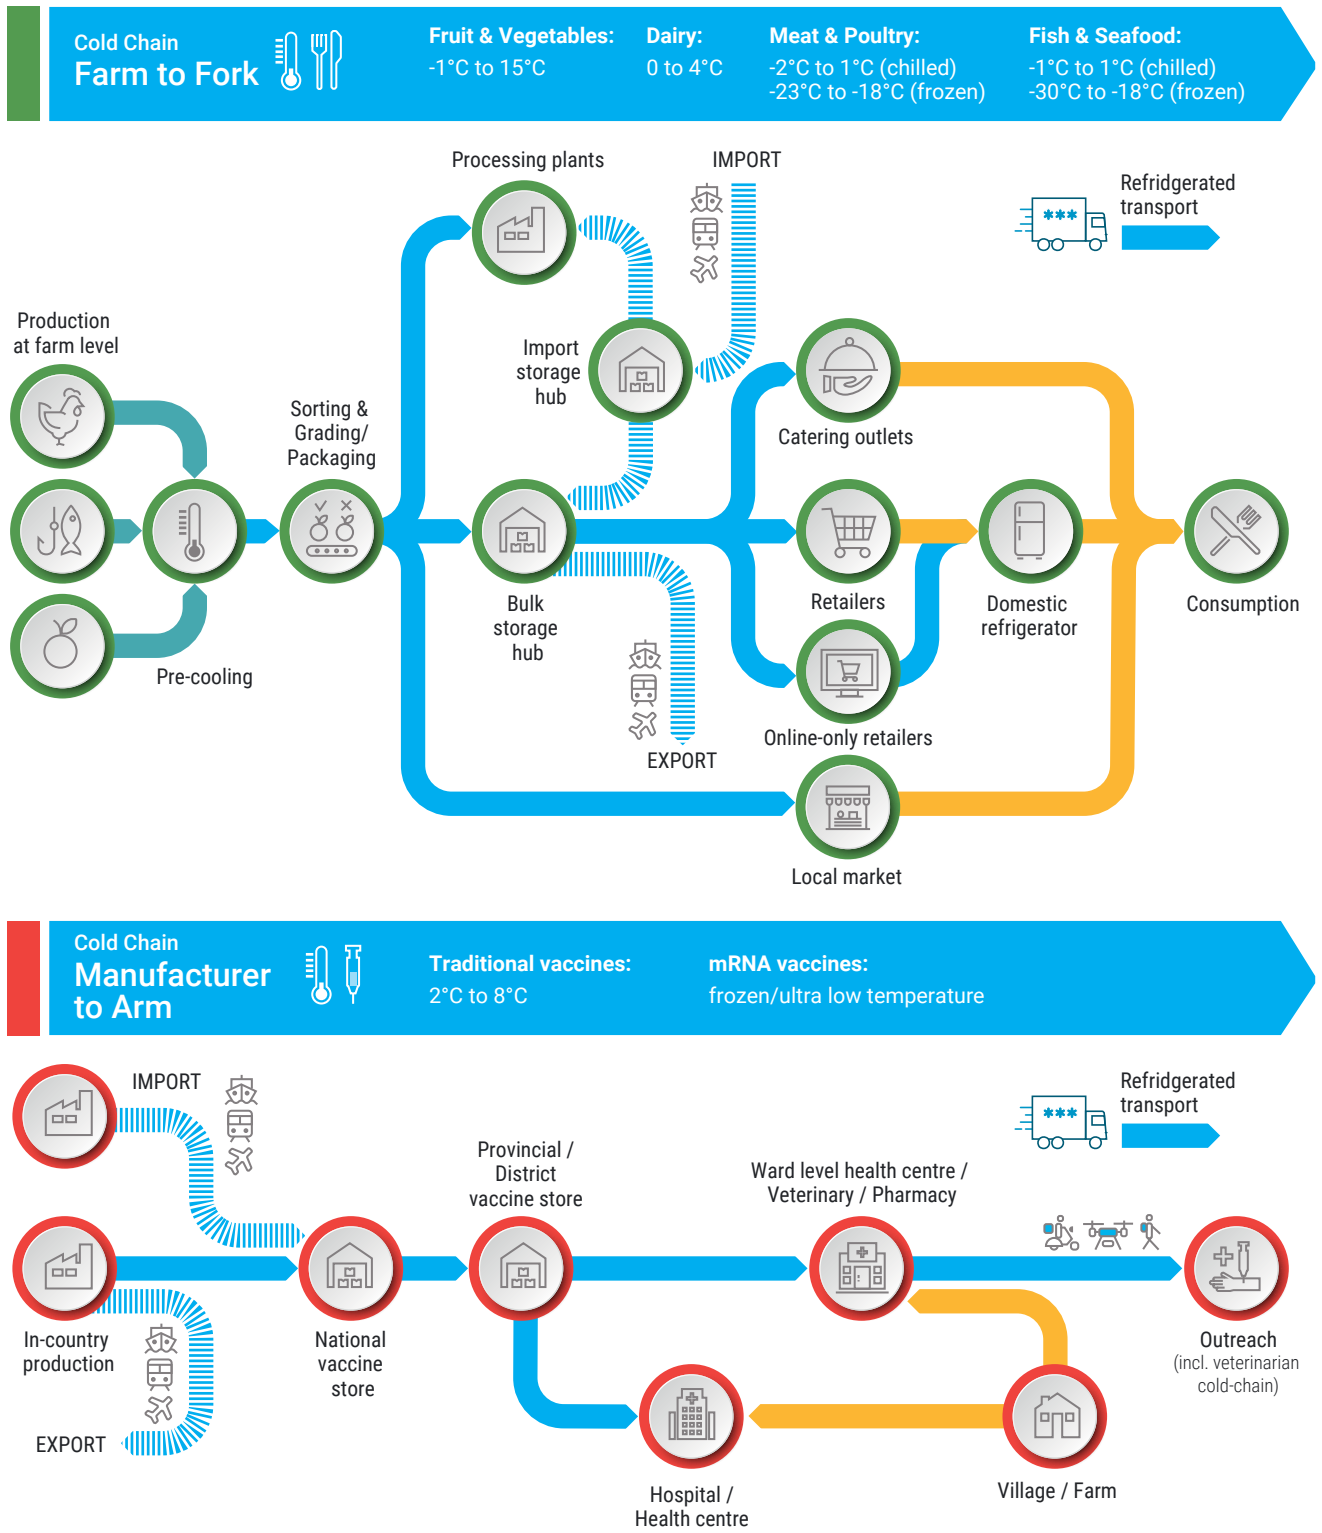 Cold Chain
Farm to Fork
Fruit & Vegetables:
-1°C to 15°C
Dairy:
0 to 4°C
Meat & Poultry:
-2°C to 1°C (chilled)
-23°C to -18°C (frozen)
Fish & Seafood:
-1°C to 1°C (chilled)
-30°C to -18°C (frozen)
Processing plants
IMPORT
Refridgerated
transport
Production
at farm level
Import
storage
hub
Sorting &
Grading/
Packaging
Catering outlets
Bulk
storage
hub
Retailers
Domestic
refrigerator
Consumption
Pre-cooling
Online-only retailers
EXPORT
Local market
Cold Chain
Manufacturer
to Arm
Traditional vaccines:
2°C to 8°C
mRNA vaccines:
frozen/ultra low temperature
IMPORT
Refridgerated
transport
Provincial /
District
vaccine store
Ward level health centre /
Veterinary / Pharmacy
In-country
production
National
vaccine
store
Outreach
(incl. veterinarian
cold-chain)
EXPORT
Hospital /
Health centre
Village / Farm